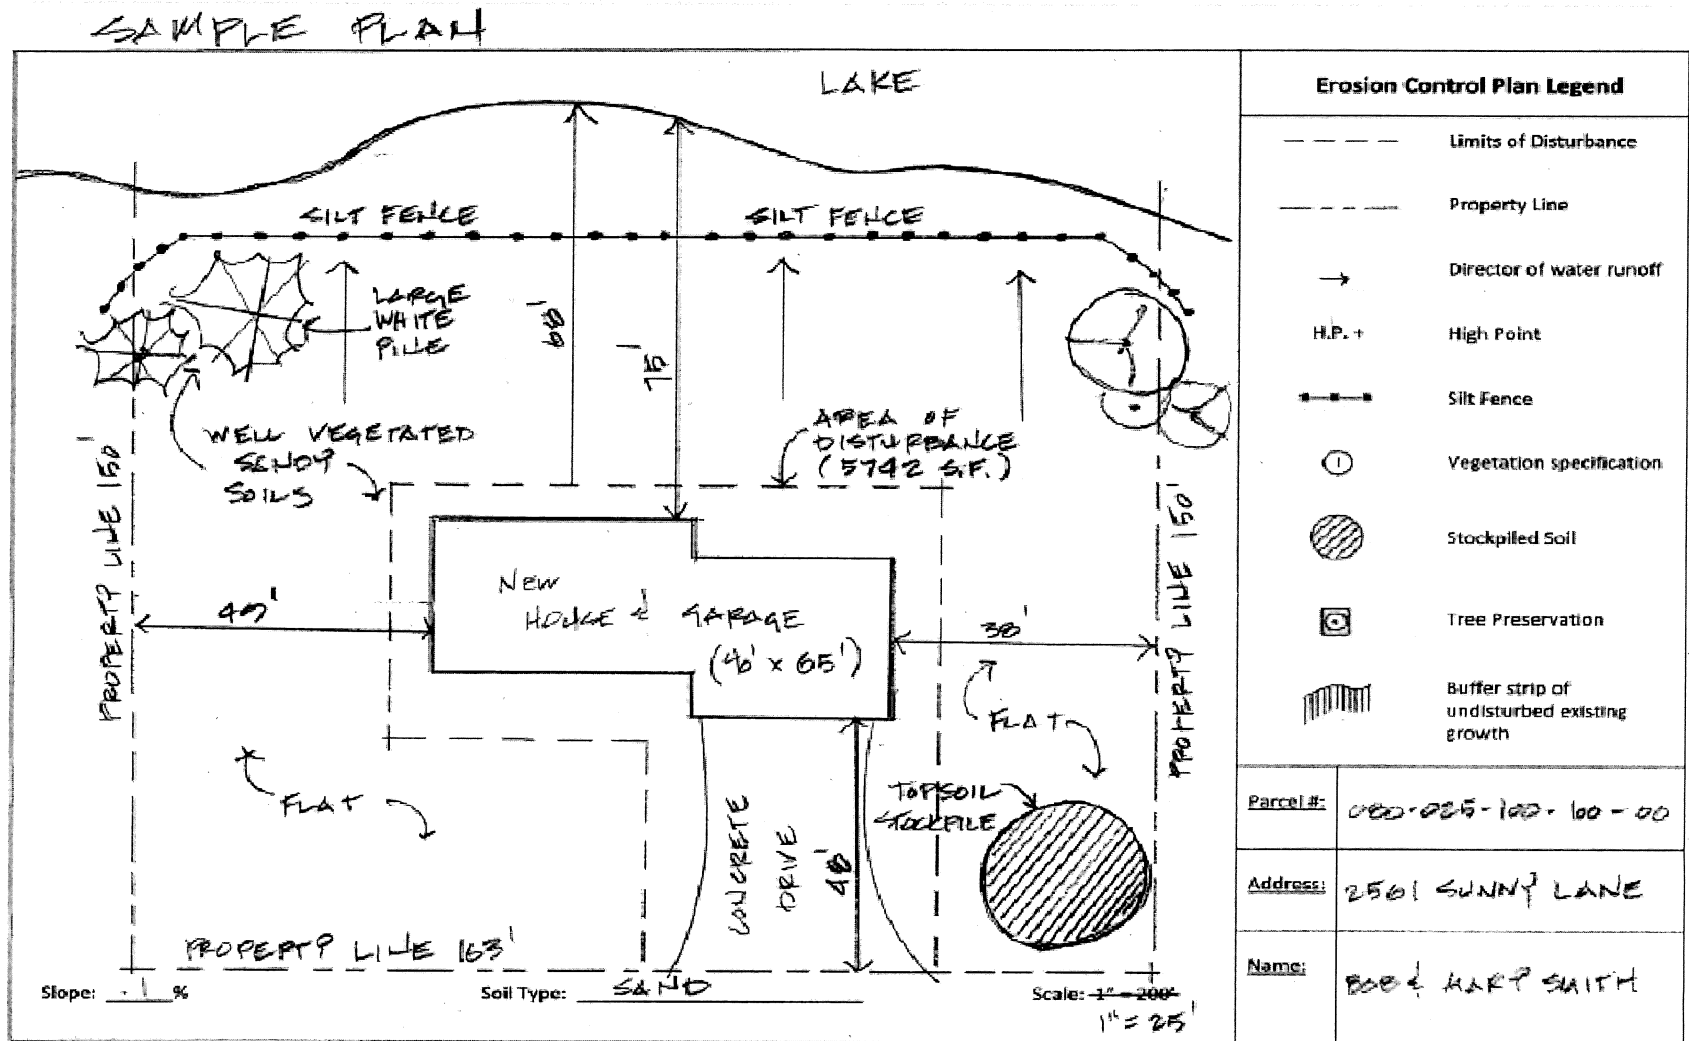 SAMPLE PLAN
LAKE
SILT FENCE
SILT FENCE
LARGE
WHITE
PINE
68'
75'
WELL VEGETATED
SANDY
SOILS
AREA OF
DISTURBANCE
(5742 S.F.)
PROPERTY LINE 150'
PROPERTY LINE 150'
NEW
HOUSE &
GARAGE
(40' x 65')
38'
FLAT
FLAT
TOPSOIL
STOCKPILE
CONCRETE
DRIVE
48'
PROPERTY LINE 163'
Slope: .1 %
Soil Type: SAND
Scale: 1" = 200'
1" = 25'
Erosion Control Plan Legend
Limits of Disturbance
Property Line
Director of water runoff
H.P. + High Point
Silt Fence
Vegetation specification
Stockpiled Soil
Tree Preservation
Buffer strip of
undisturbed existing
growth
Parcel #: 080-025-100-100-00
Address: 2561 SUNNY LANE
Name: BOB & MARY SMITH